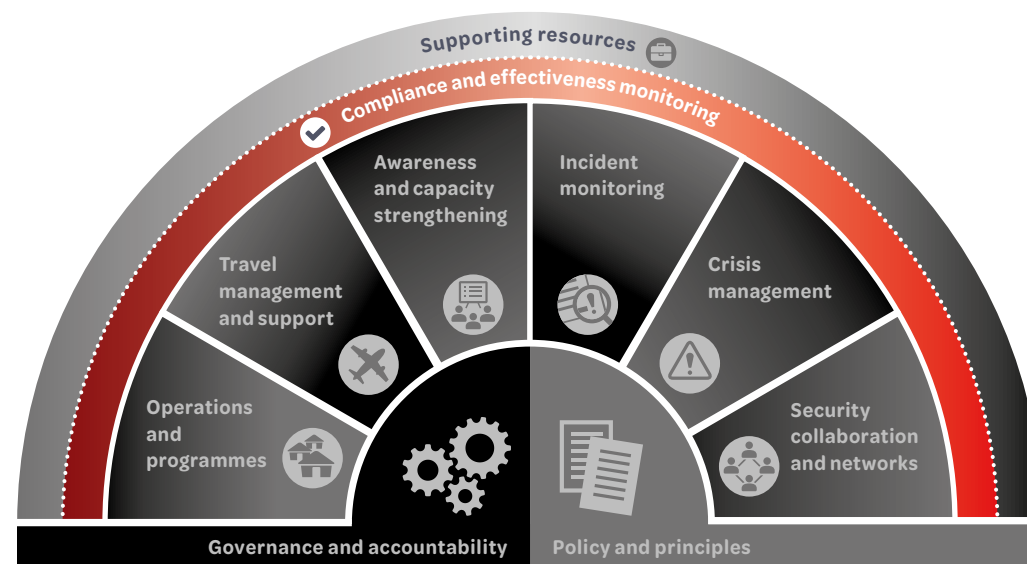 Supporting resources
Compliance and effectiveness monitoring
Awareness
and capacity
strengthening
Incident
monitoring
Travel
management
and support
Crisis
management
Operations
and
programmes
Security
collaboration
and networks
Governance and accountability
Policy and principles